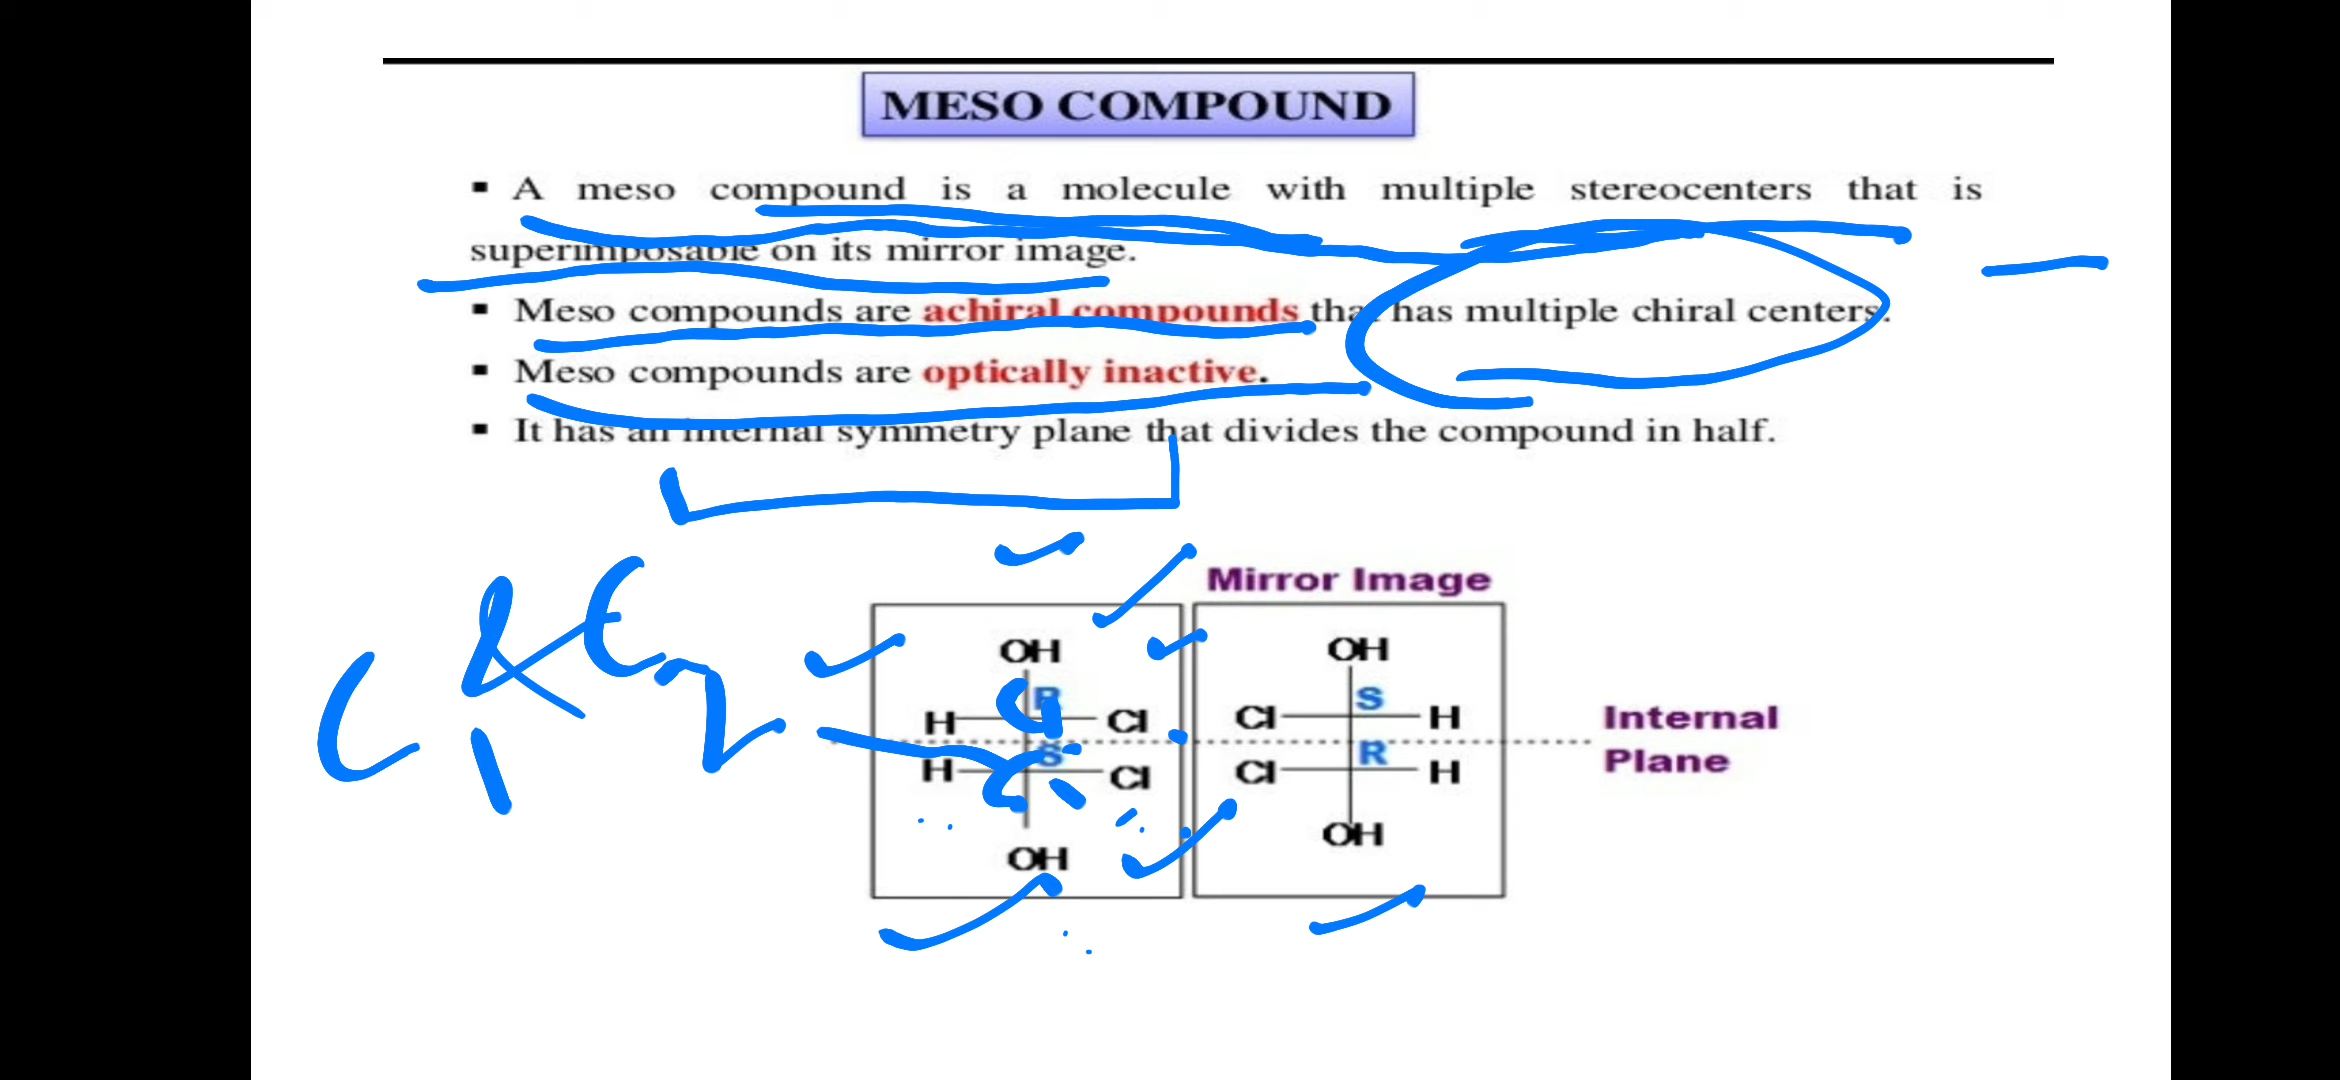 MESO COMPOUND
▪ A meso compound is a molecule with multiple stereocenters that is
superimposable on its mirror image.
▪ Meso compounds are achiral compounds that has multiple chiral centers.
▪ Meso compounds are optically inactive.
▪ It has an internal symmetry plane that divides the compound in half.
C1 & C2
Mirror Image
OH OH
R S
H Cl Cl H
Internal
S R
H Cl Cl H
Plane
OH OH